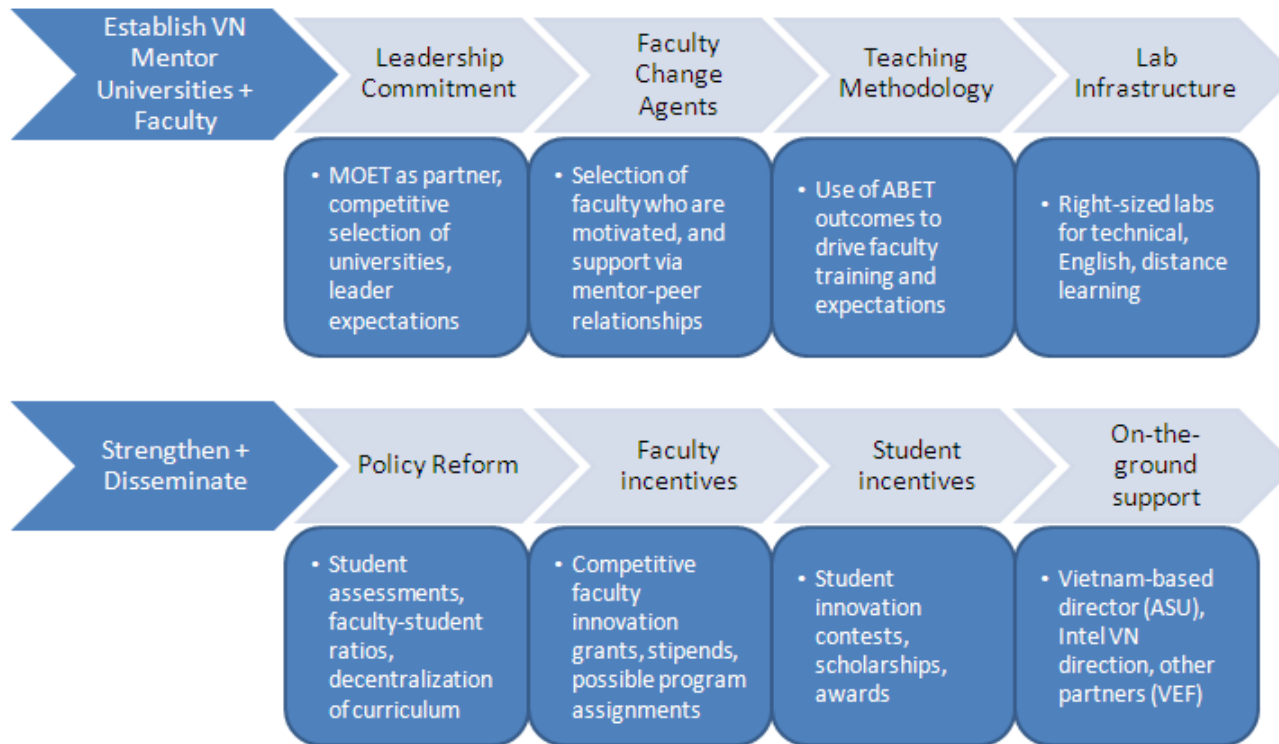 Establish VN
Mentor
Universities +
Faculty
Leadership
Commitment
Faculty
Change
Agents
Teaching
Methodology
Lab
Infrastructure
• MOET as partner,
competitive
selection of
universities,
leader
expectations
• Selection of
faculty who are
motivated, and
support via
mentor-peer
relationships
• Use of ABET
outcomes to
drive faculty
training and
expectations
• Right-sized labs
for technical,
English, distance
learning
Strengthen +
Disseminate
Policy Reform
Faculty
incentives
Student
incentives
On-the-
ground
support
• Student
assessments,
faculty-student
ratios,
decentralization
of curriculum
• Competitive
faculty
innovation
grants, stipends,
possible program
assignments
• Student
innovation
contests,
scholarships,
awards
• Vietnam-based
director (ASU),
Intel VN
direction, other
partners (VEF)